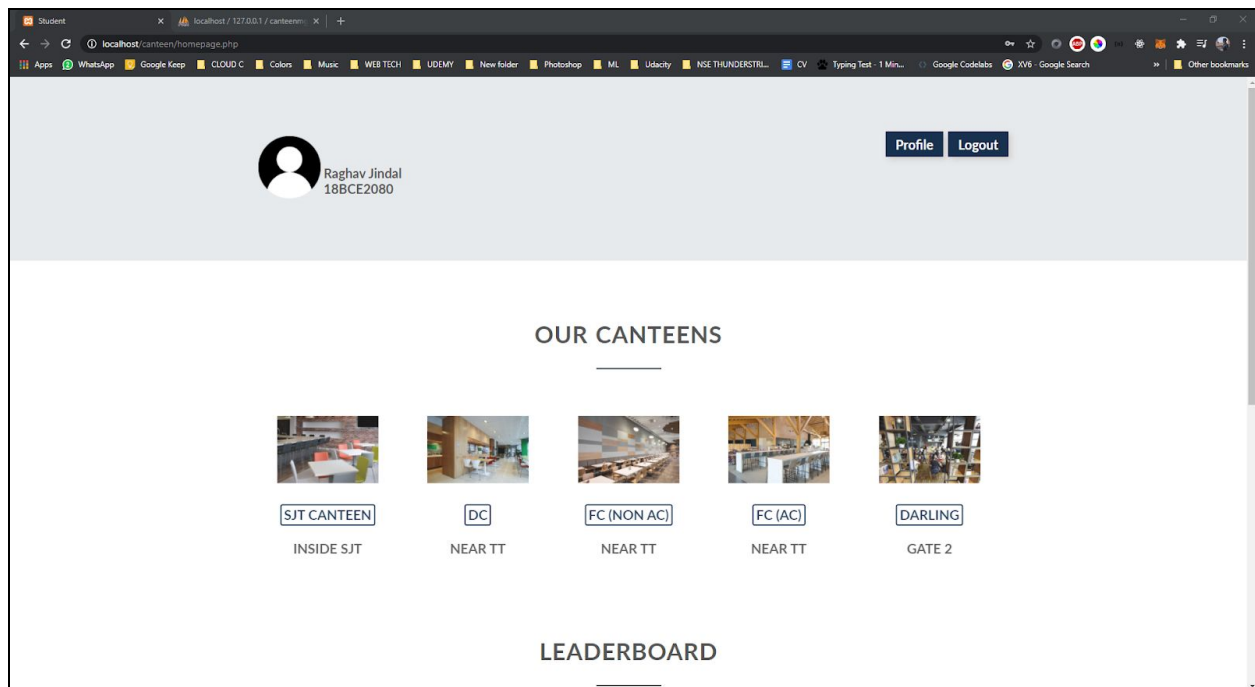 Student
localhost / 127.0.0.1 / canteenm
localhost/canteen/homepage.php
ABP
Apps WhatsApp Google Keep CLOUD C Colors Music WEB TECH UDEMY New folder Photoshop ML Udacity NSE THUNDERSTRI... CV Typing Test - 1 Min... Google Codelabs XV6 - Google Search » Other bookmarks
Profile Logout
Raghav Jindal
18BCE2080
OUR CANTEENS
SJT CANTEEN DC FC (NON AC) FC (AC) DARLING
INSIDE SJT NEAR TT NEAR TT NEAR TT GATE 2
LEADERBOARD